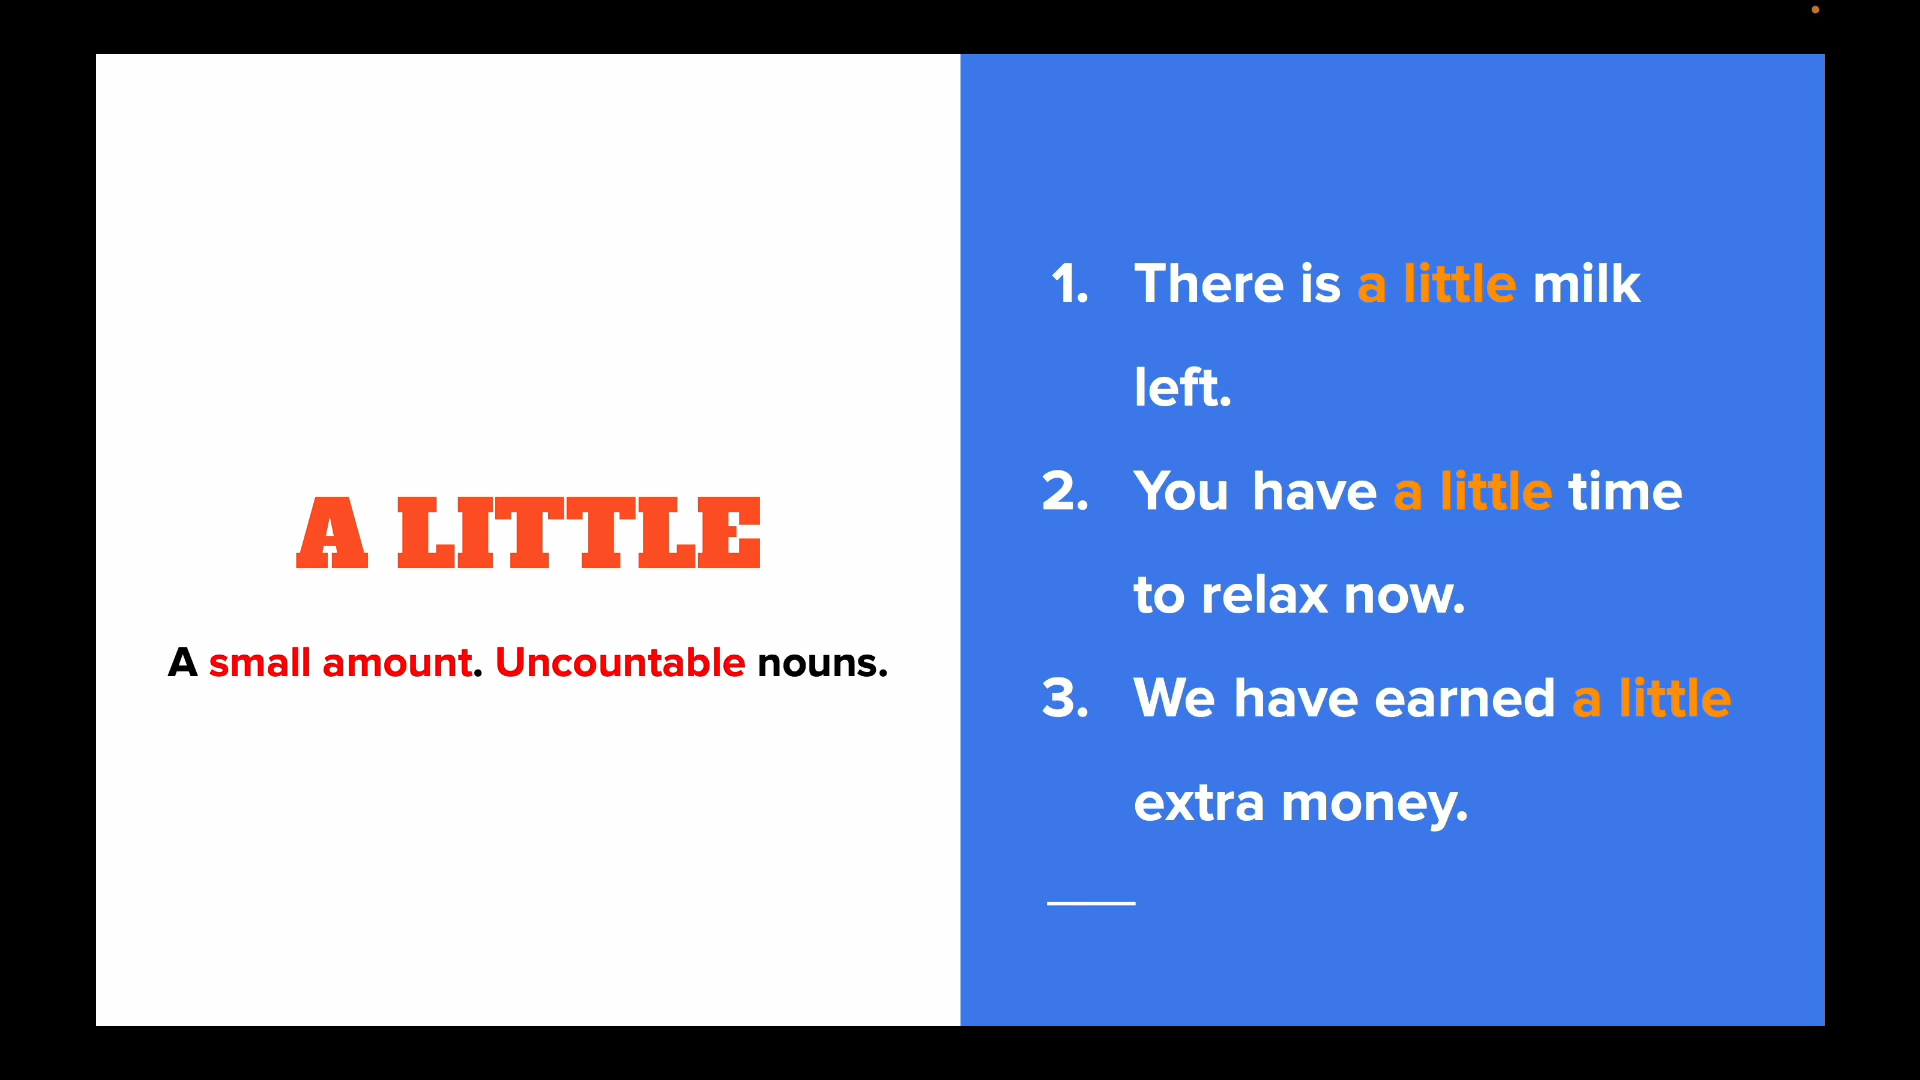 A LITTLE
A small amount. Uncountable nouns.
1. There is a little milk
left.
2. You have a little time
to relax now.
3. We have earned a little
extra money.